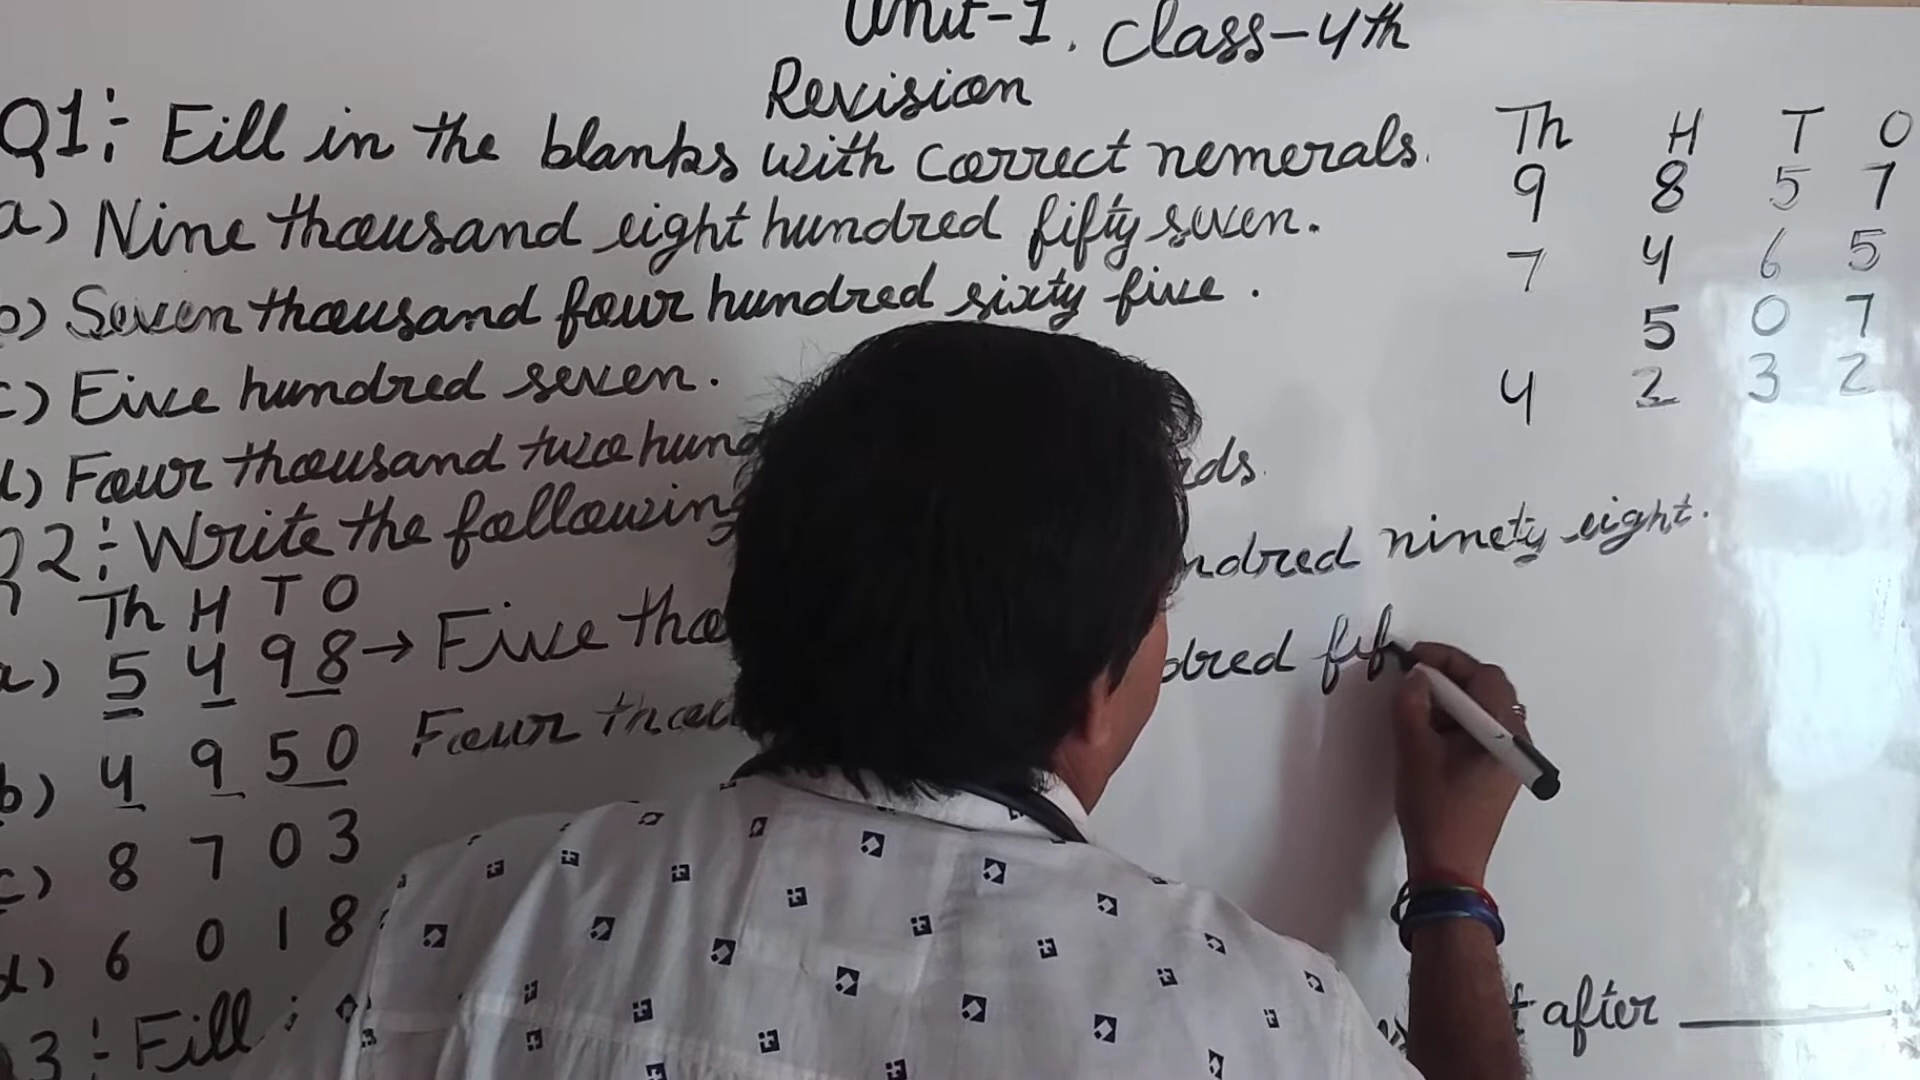 Unit-1. Class-4th
Revision
Q1:- Fill in the blanks with correct nemerals.
Th H T O
a) Nine thousand eight hundred fifty seven.
9 8 5 7
b) Seven thousand four hundred sixty five.
7 4 6 5
c) Five hundred seven.
5 0 7
d) Four thousand two hund
4 2 3 2
Q2:- Write the following
Th H T O
a) 5 4 9 8 → Five tho ndred ninety eight.
b) 4 9 5 0 Four thou dred fif
c) 8 7 0 3
d) 6 0 1 8
Q3:- Fill
after